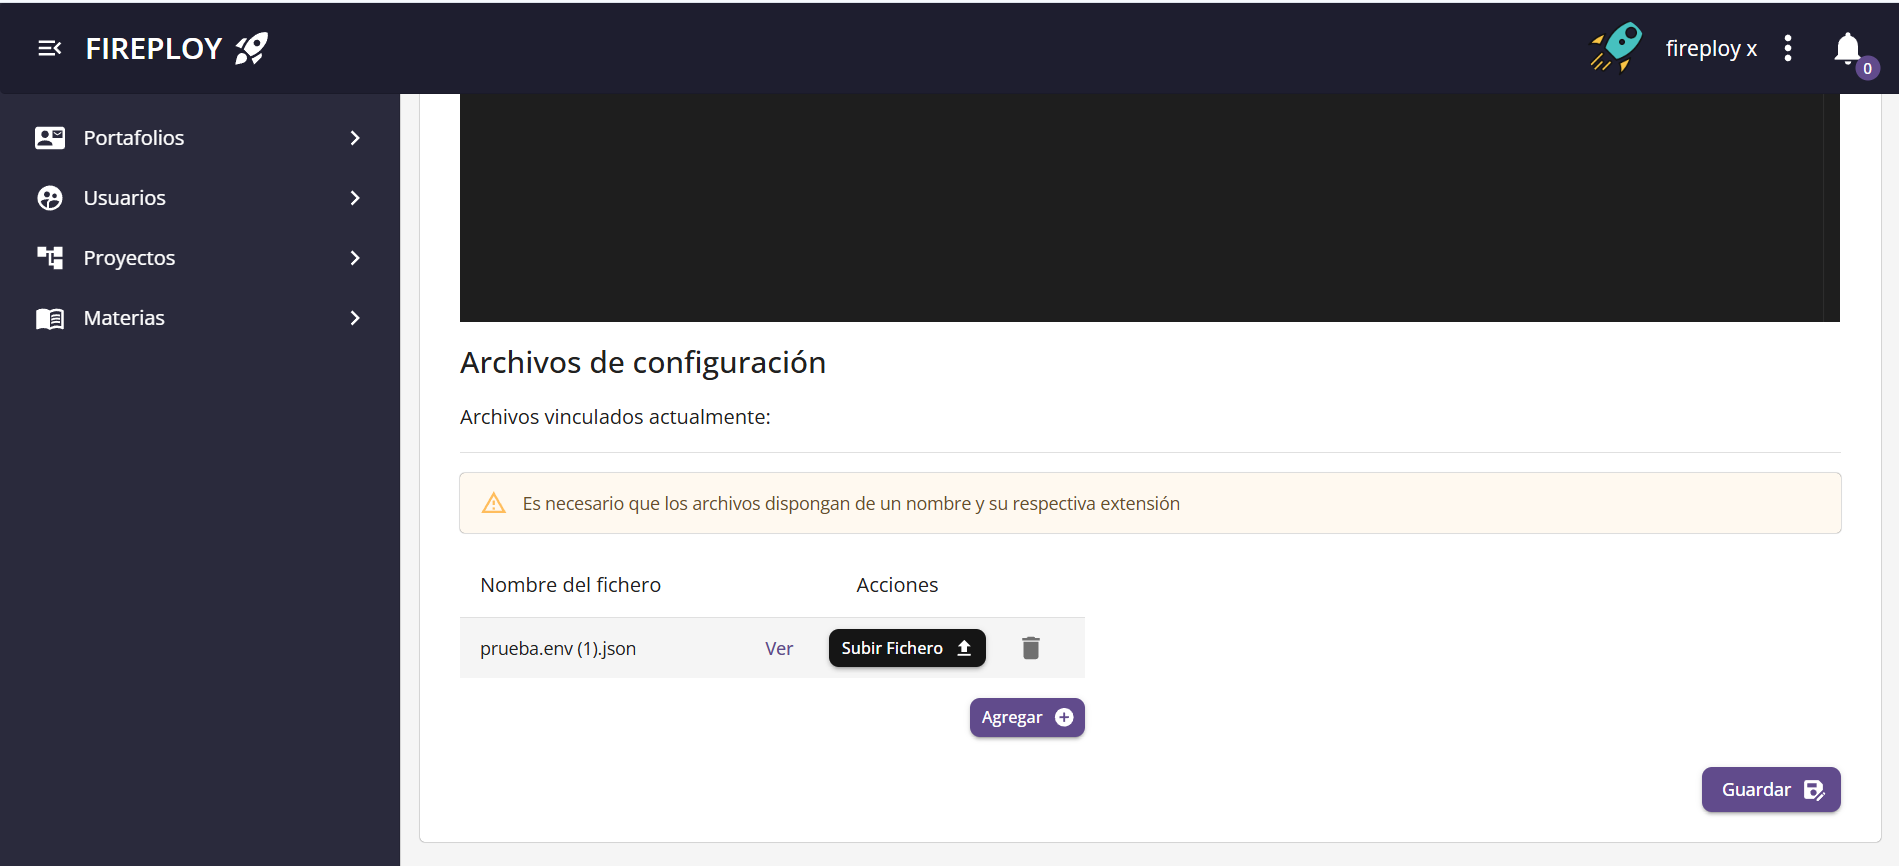 FIREPLOY
fireploy x
0
Portafolios
Usuarios
Proyectos
Materias
Archivos de configuración
Archivos vinculados actualmente:
Es necesario que los archivos dispongan de un nombre y su respectiva extensión
Nombre del fichero Acciones
prueba.env (1).json Ver Subir Fichero
Agregar
Guardar